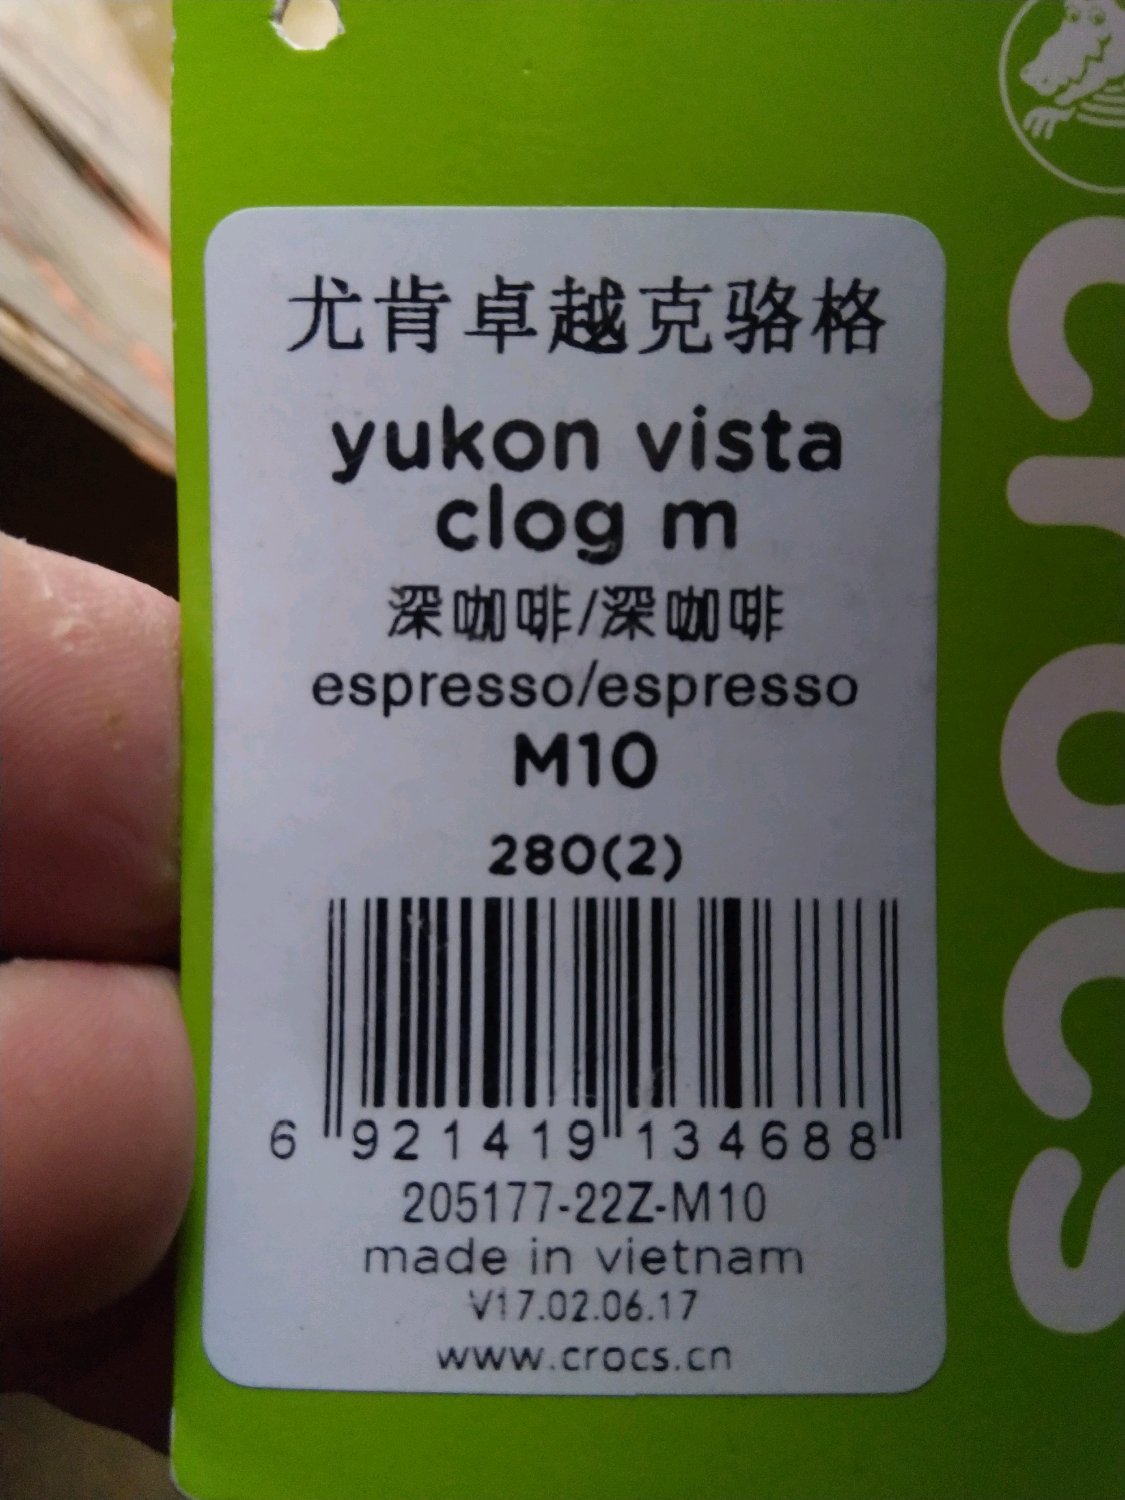 尤肯卓越克骆格
yukon vista
clog m
深咖啡/深咖啡
espresso/espresso
M10
280(2)
6 921419 134688
205177-22Z-M10
made in vietnam
V17.02.06.17
www.crocs.cn
crocs